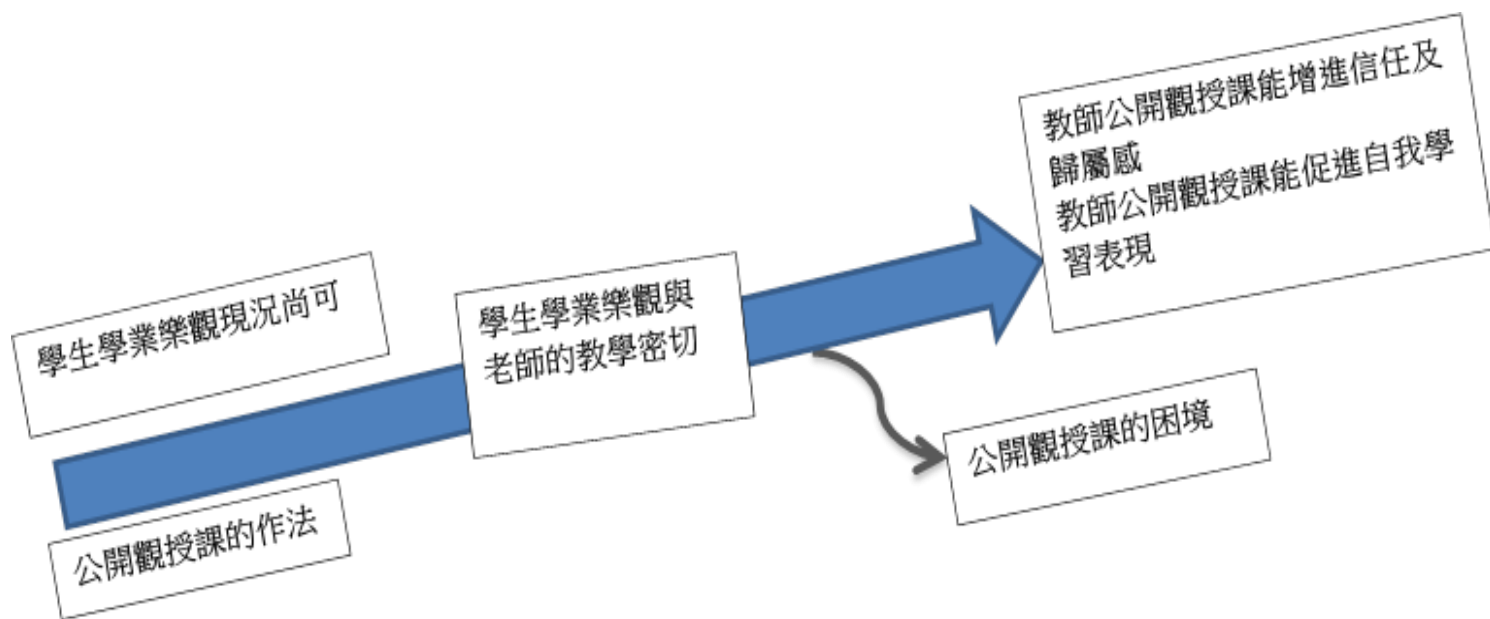 學生學業樂觀現況尚可
公開觀授課的作法
學生學業樂觀與
老師的教學密切
教師公開觀授課能增進信任及
歸屬感
教師公開觀授課能促進自我學
習表現
公開觀授課的困境